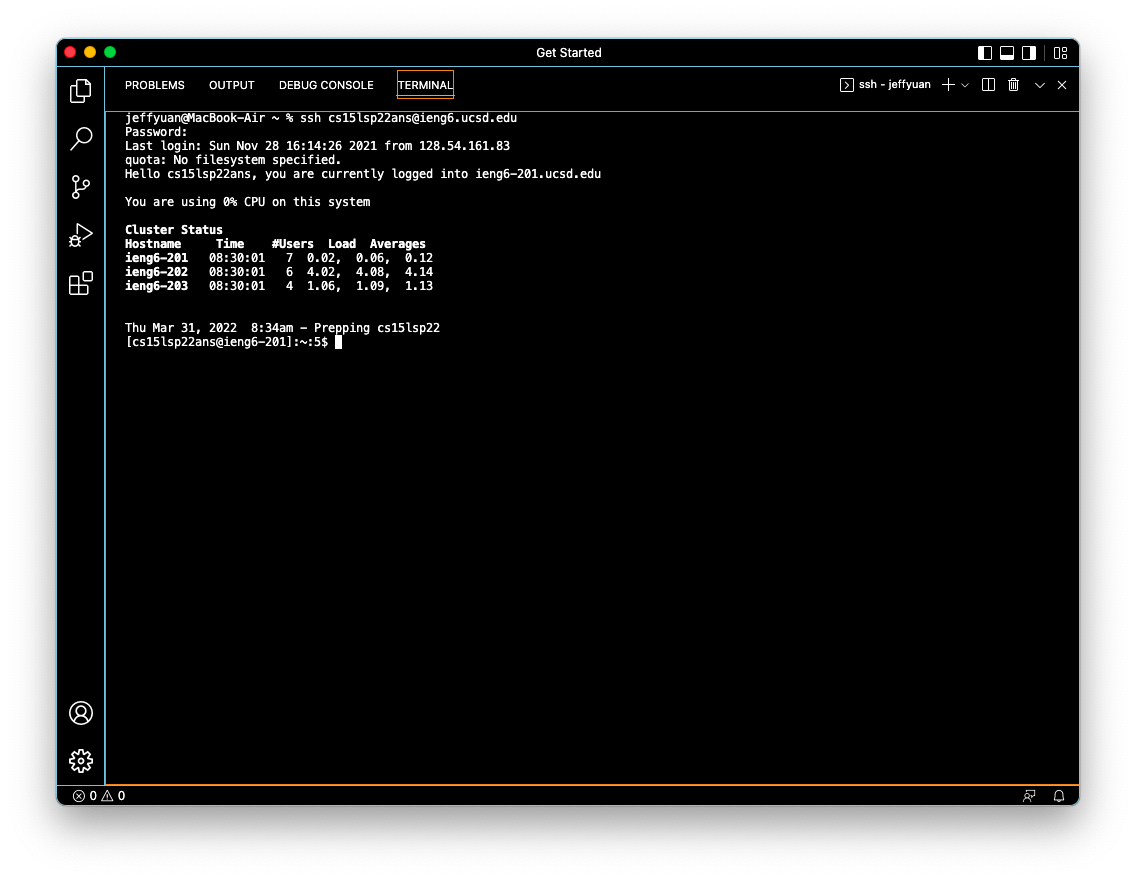 Get Started
PROBLEMS OUTPUT DEBUG CONSOLE TERMINAL ssh - jeffyuan
jeffyuan@MacBook-Air ~ % ssh cs15lsp22ans@ieng6.ucsd.edu
Password:
Last login: Sun Nov 28 16:14:26 2021 from 128.54.161.83
quota: No filesystem specified.
Hello cs15lsp22ans, you are currently logged into ieng6-201.ucsd.edu
You are using 0% CPU on this system
Cluster Status
Hostname     Time    #Users  Load  Averages
ieng6-201   08:30:01   7  0.02,  0.06,  0.12
ieng6-202   08:30:01   6  4.02,  4.08,  4.14
ieng6-203   08:30:01   4  1.06,  1.09,  1.13
Thu Mar 31, 2022  8:34am - Prepping cs15lsp22
[cs15lsp22ans@ieng6-201]:~:5$
0 0